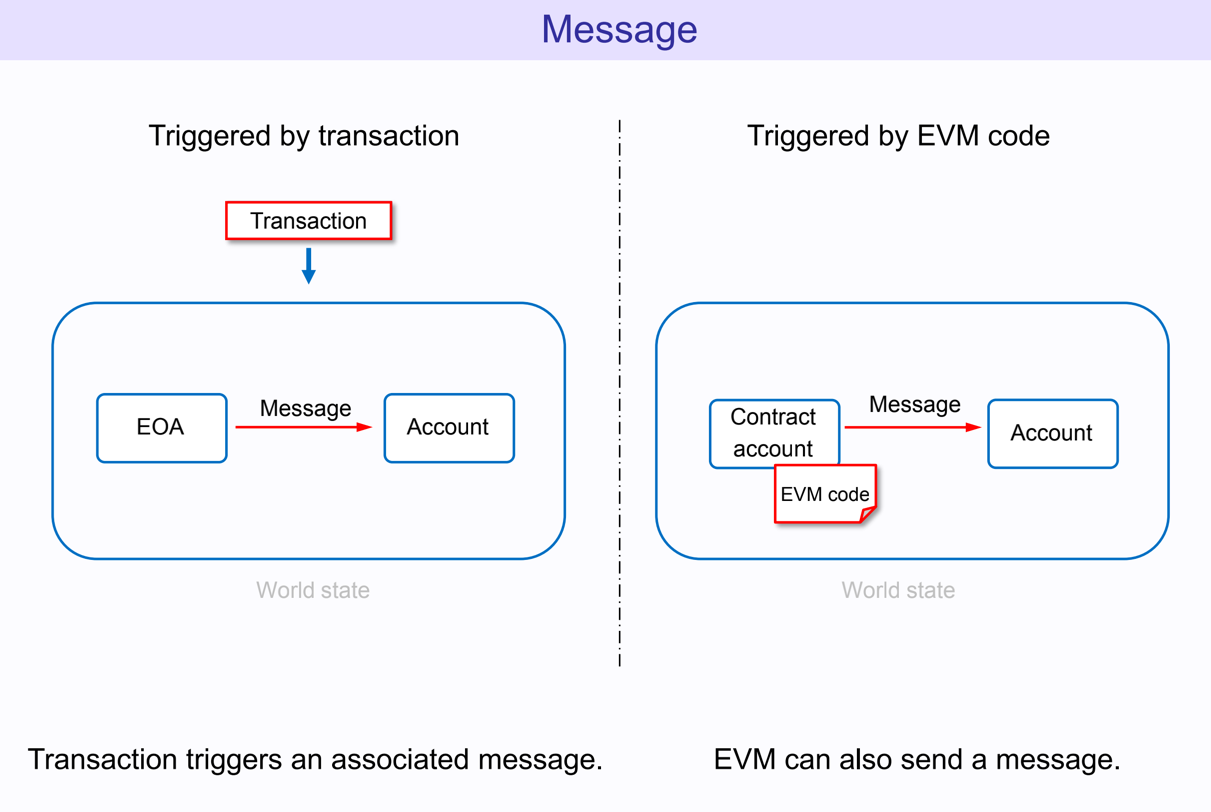 Message
Triggered by transaction
Transaction
EOA
Message
Account
World state
Transaction triggers an associated message.
Triggered by EVM code
Contract
account
EVM code
Message
Account
World state
EVM can also send a message.